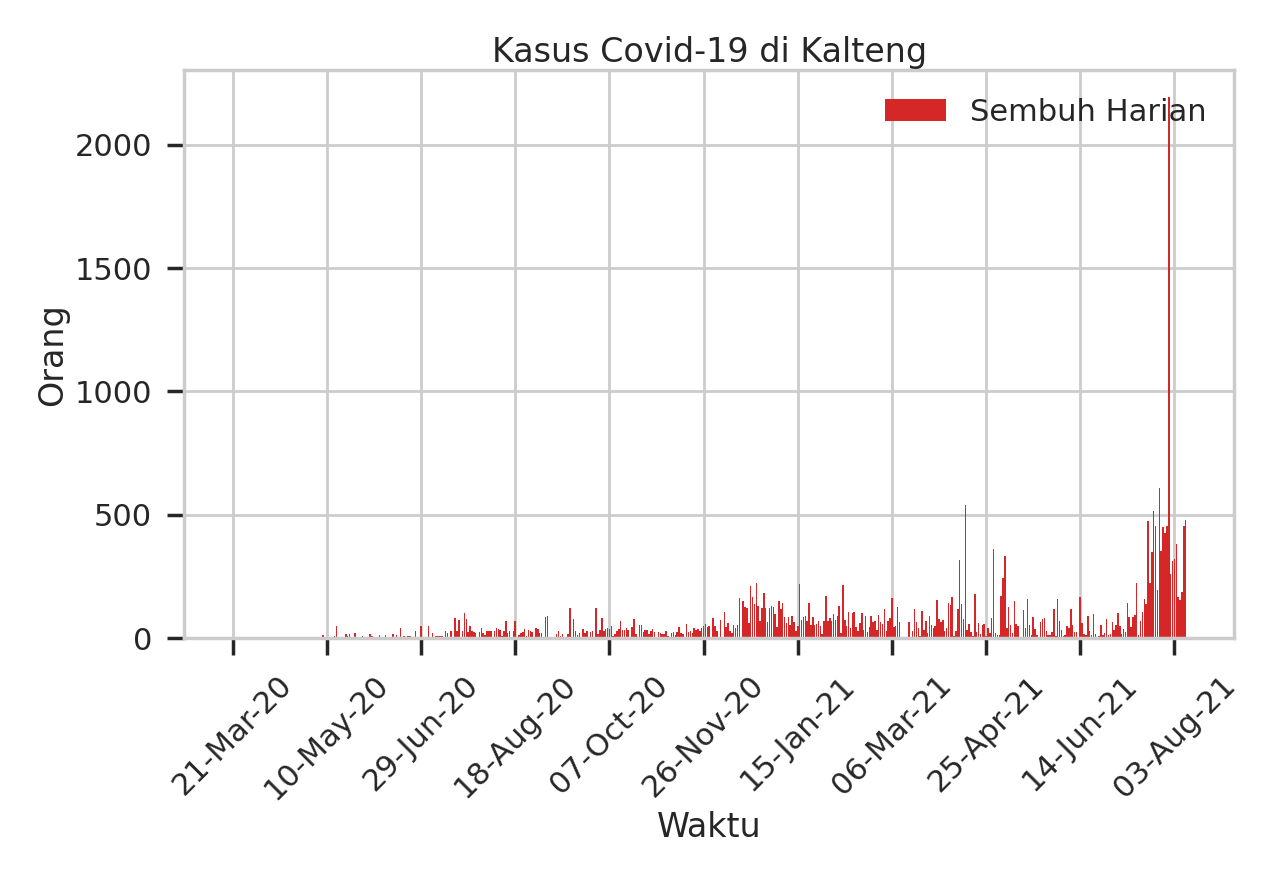 Kasus Covid-19 di Kalteng
Sembuh Harian
2000
1500
1000
500
0
Orang
21-Mar-20
10-May-20
29-Jun-20
18-Aug-20
07-Oct-20
26-Nov-20
15-Jan-21
06-Mar-21
25-Apr-21
14-Jun-21
03-Aug-21
Waktu